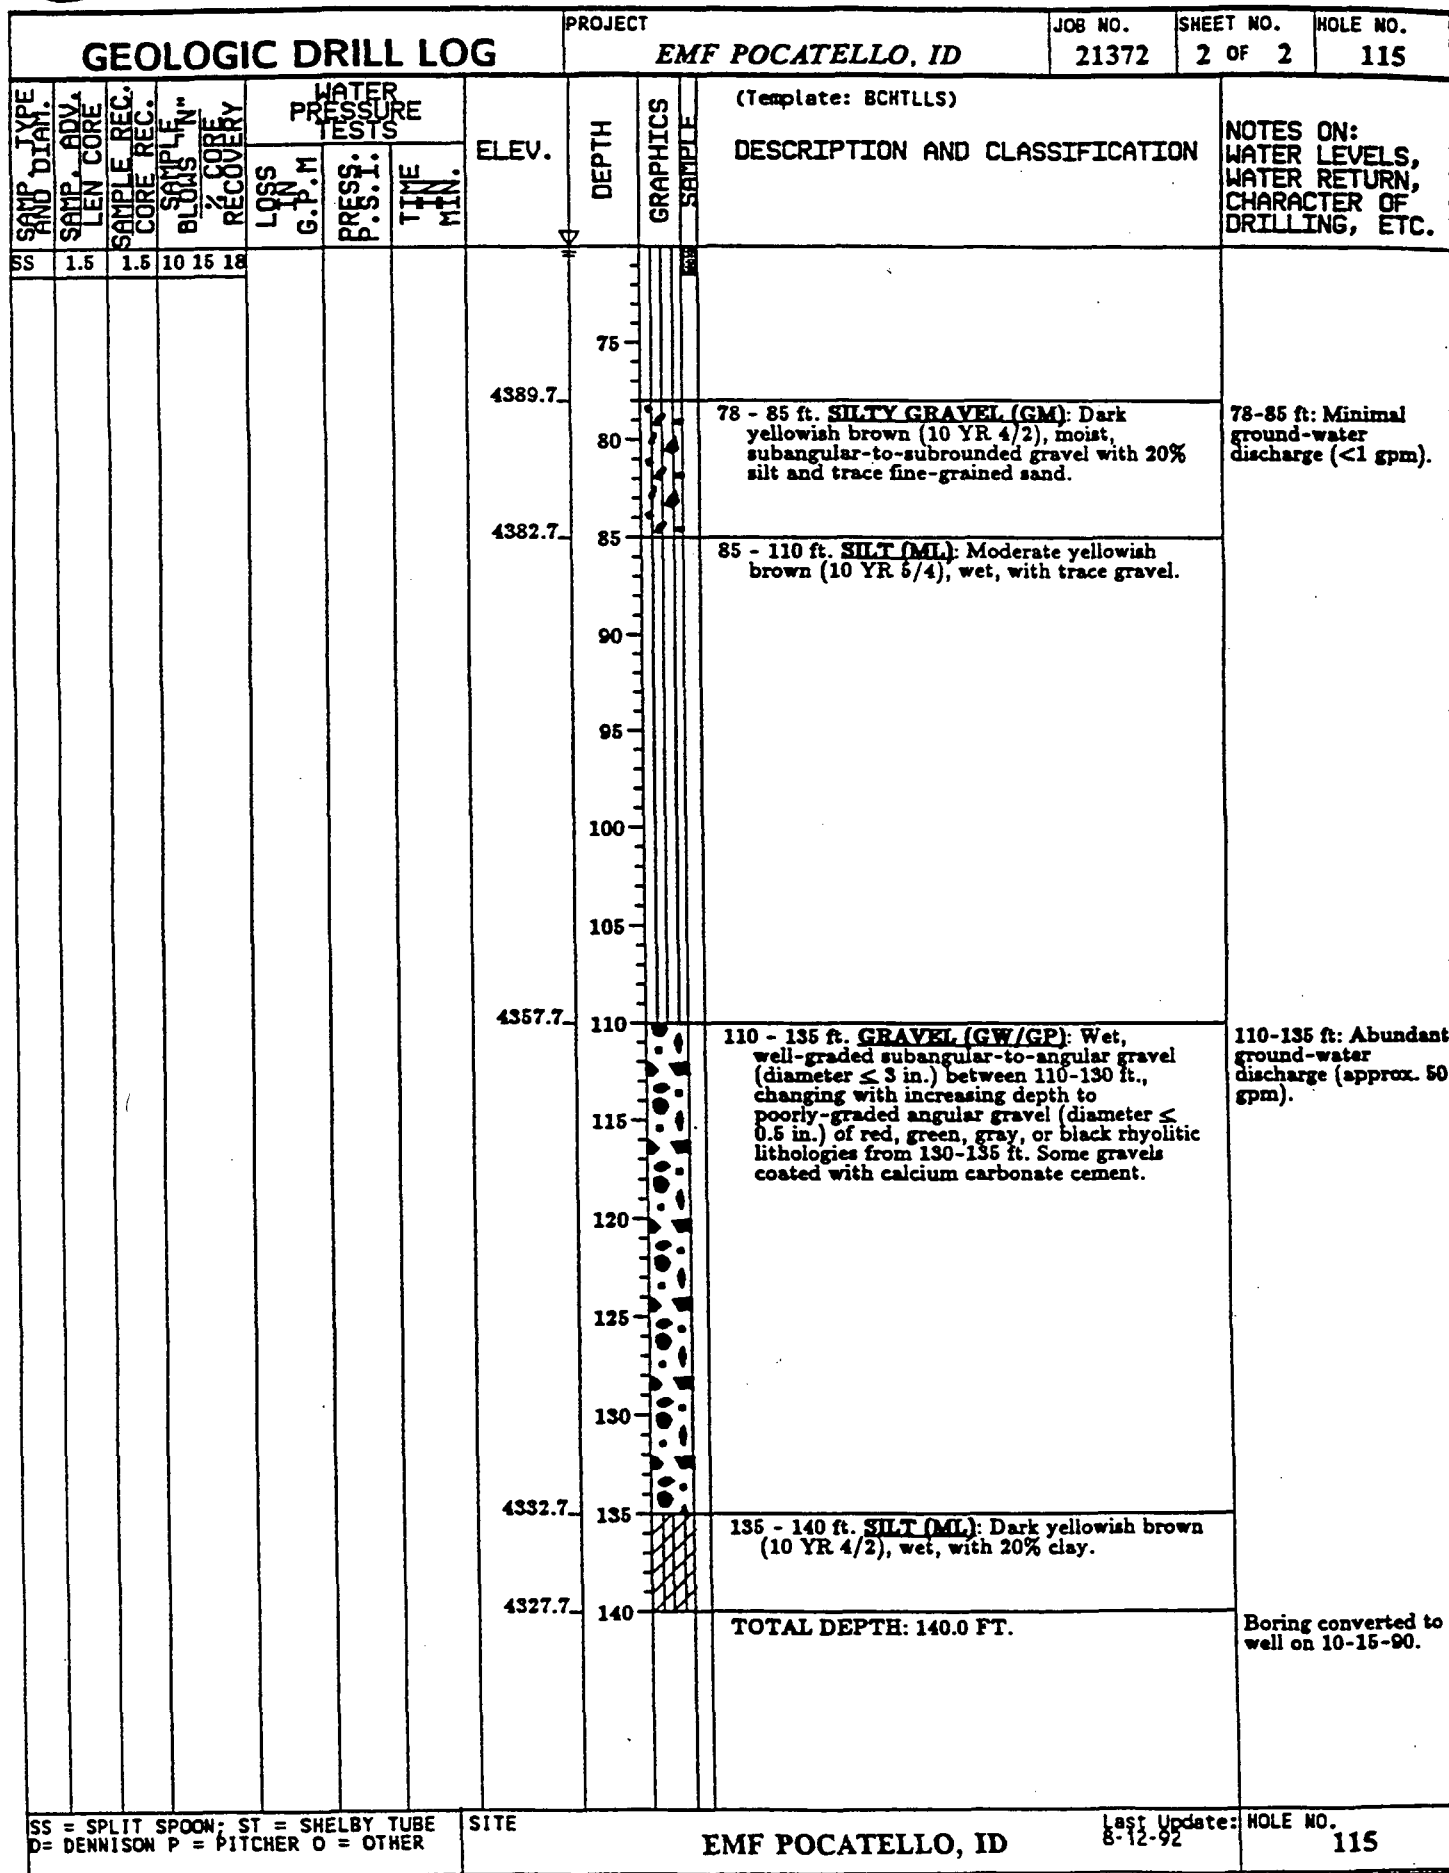 GEOLOGIC DRILL LOG
PROJECT
EMF POCATELLO, ID
JOB NO.
21372
SHEET NO.
2 OF 2
HOLE NO.
115
SAMP. TYPE
AND DIAM.
SAMP. ADV.
LEN CORE
SAMPLE REC.
CORE REC.
SAMPLE
BLOWS "N"
% CORE
RECOVERY
WATER
PRESSURE
TESTS
LOSS
IN
G.P.M
PRESS.
P.S.I.
TIME
IN
MIN.
ELEV.
DEPTH
GRAPHICS
SAMPLE
(Template: BCHTLLS)
DESCRIPTION AND CLASSIFICATION
NOTES ON:
WATER LEVELS,
WATER RETURN,
CHARACTER OF
DRILLING, ETC.
SS 1.5 1.5 10 15 18
75
4389.7
78 - 85 ft. SILTY GRAVEL (GM): Dark
yellowish brown (10 YR 4/2), moist,
subangular-to-subrounded gravel with 20%
silt and trace fine-grained sand.
78-85 ft: Minimal
ground-water
discharge (<1 gpm).
80
4382.7
85
85 - 110 ft. SILT (ML): Moderate yellowish
brown (10 YR 5/4), wet, with trace gravel.
90
95
100
105
4357.7
110
110 - 135 ft. GRAVEL (GW/GP): Wet,
well-graded subangular-to-angular gravel
(diameter ≤ 3 in.) between 110-130 ft.,
changing with increasing depth to
poorly-graded angular gravel (diameter ≤
0.5 in.) of red, green, gray, or black rhyolitic
lithologies from 130-135 ft. Some gravels
coated with calcium carbonate cement.
110-135 ft: Abundant
ground-water
discharge (approx. 50
gpm).
115
120
125
130
4332.7
135
135 - 140 ft. SILT (ML): Dark yellowish brown
(10 YR 4/2), wet, with 20% clay.
4327.7
140
TOTAL DEPTH: 140.0 FT.
Boring converted to
well on 10-15-90.
SS = SPLIT SPOON; ST = SHELBY TUBE
D= DENNISON P = PITCHER O = OTHER
SITE
EMF POCATELLO, ID
Last Update:
8-12-92
HOLE NO.
115